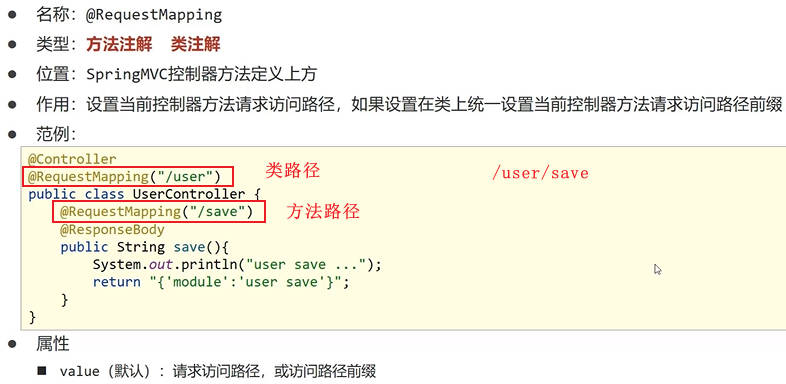 ● 名称：@RequestMapping
● 类型：方法注解 类注解
● 位置：SpringMVC控制器方法定义上方
● 作用：设置当前控制器方法请求访问路径，如果设置在类上统一设置当前控制器方法请求访问路径前缀
● 范例：
@Controller
@RequestMapping("/user") 类路径 /user/save
public class UserController {
@RequestMapping("/save") 方法路径
@ResponseBody
public String save(){
System.out.println("user save ...");
return "{'module':'user save'}";
}
}
● 属性
■ value（默认）：请求访问路径，或访问路径前缀